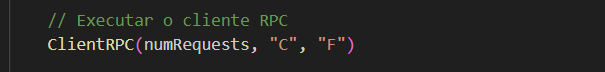 // Executar o cliente RPC
ClientRPC(numRequests, "C", "F")